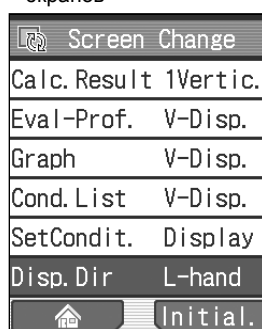 экранов
Screen Change
Calc.Result 1Vertic.
Eval-Prof. V-Disp.
Graph V-Disp.
Cond.List V-Disp.
SetCondit. Display
Disp.Dir L-hand
Initial.